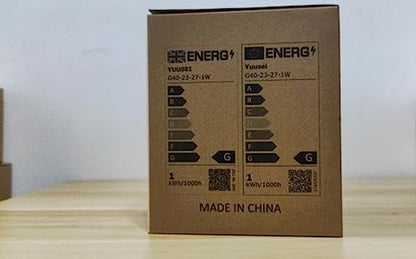 ENERG
YUUSEI
G40-23-27-1W
A
B
C
D
E
F
G
G
1
kWh/1000h
ENERG
Yuusei
G40-23-27-1W
A
B
C
D
E
F
G
G
1
kWh/1000h
MADE IN CHINA